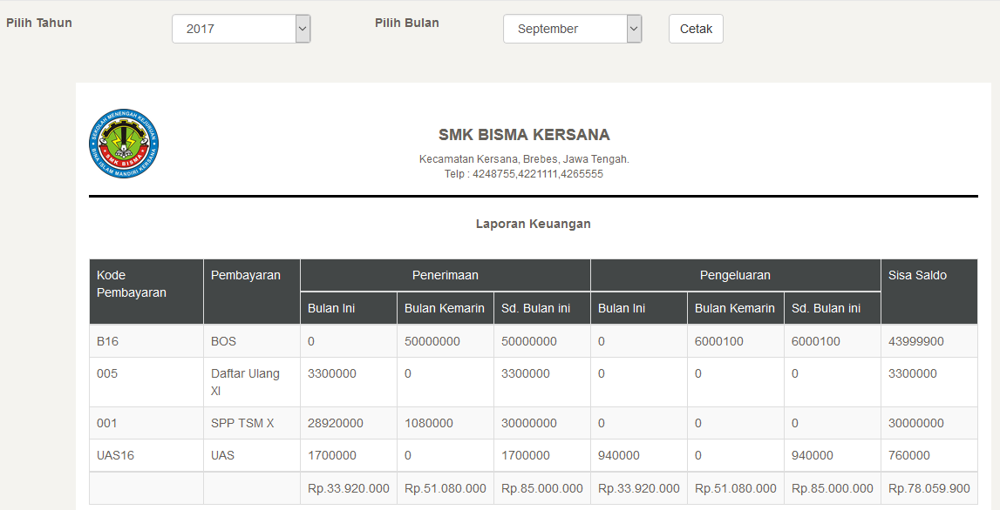 Pilih Tahun 2017 Pilih Bulan September Cetak
SEKOLAH MENENGAH KEJURUAN
SMK BISMA
BINA ISLAM MANDIRI KERSANA
SMK BISMA KERSANA
Kecamatan Kersana, Brebes, Jawa Tengah.
Telp : 4248755,4221111,4265555
Laporan Keuangan
Kode Pembayaran Penerimaan Pengeluaran Sisa Saldo
Pembayaran
Bulan Ini Bulan Kemarin Sd. Bulan ini Bulan Ini Bulan Kemarin Sd. Bulan ini
B16 BOS 0 50000000 50000000 0 6000100 6000100 43999900
005 Daftar Ulang 3300000 0 3300000 0 0 0 3300000
XI
001 SPP TSM X 28920000 1080000 30000000 0 0 0 30000000
UAS16 UAS 1700000 0 1700000 940000 0 940000 760000
Rp.33.920.000 Rp.51.080.000 Rp.85.000.000 Rp.33.920.000 Rp.51.080.000 Rp.85.000.000 Rp.78.059.900